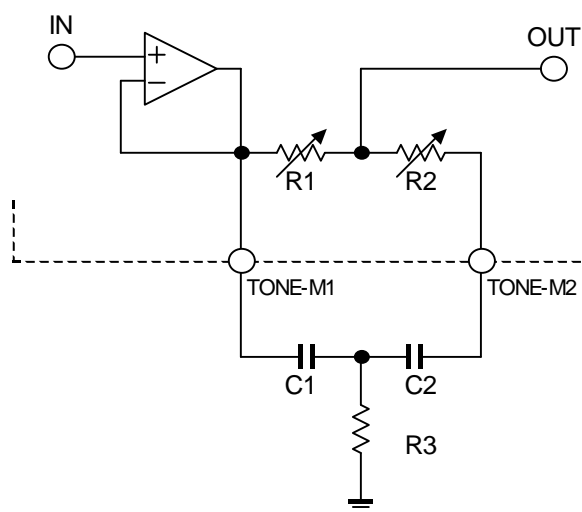 IN
OUT
+
−
R1
R2
TONE-M1
TONE-M2
C1
C2
R3